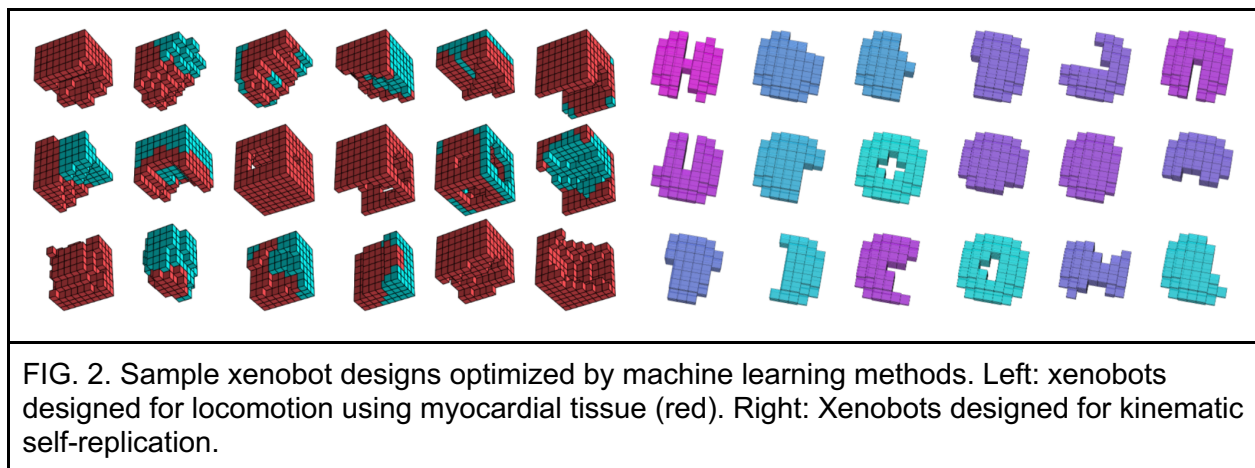 FIG. 2. Sample xenobot designs optimized by machine learning methods. Left: xenobots
designed for locomotion using myocardial tissue (red). Right: Xenobots designed for kinematic
self-replication.